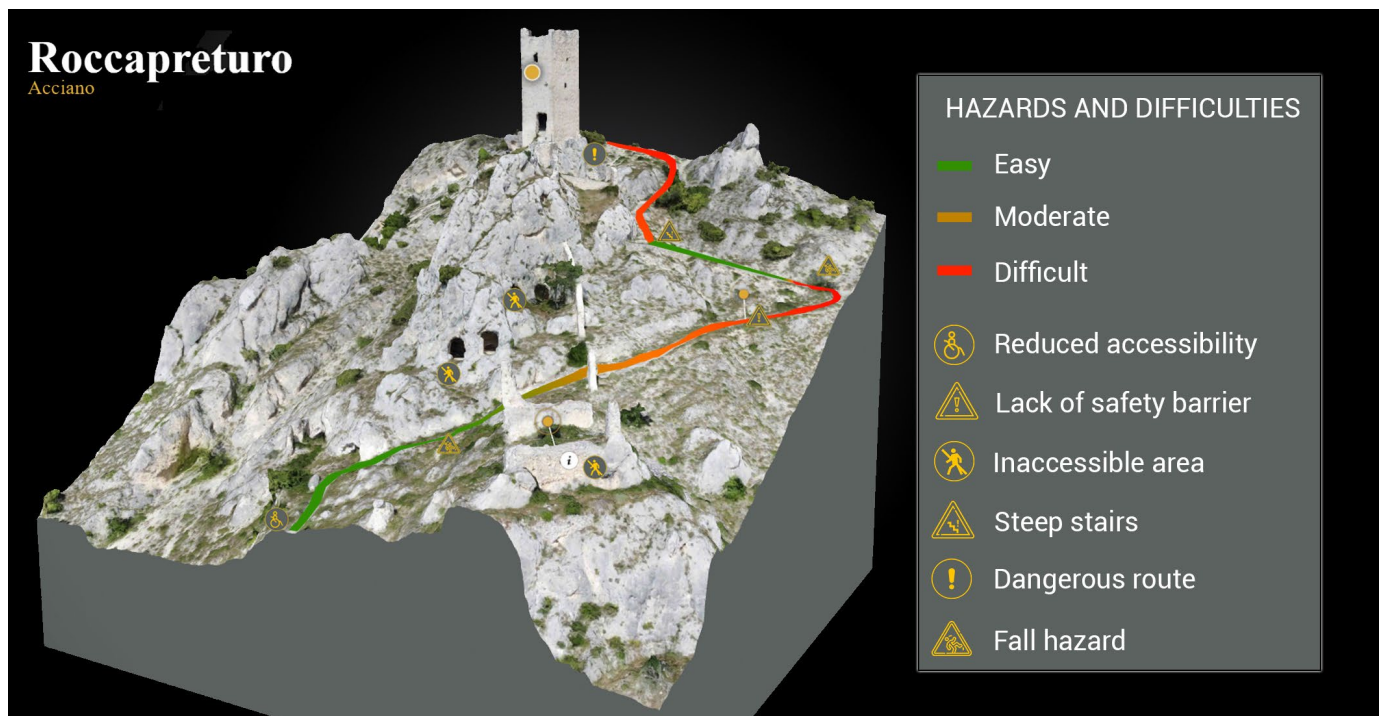 Roccapreturo
Acciano
HAZARDS AND DIFFICULTIES
Easy
Moderate
Difficult
Reduced accessibility
Lack of safety barrier
Inaccessible area
Steep stairs
Dangerous route
Fall hazard
i